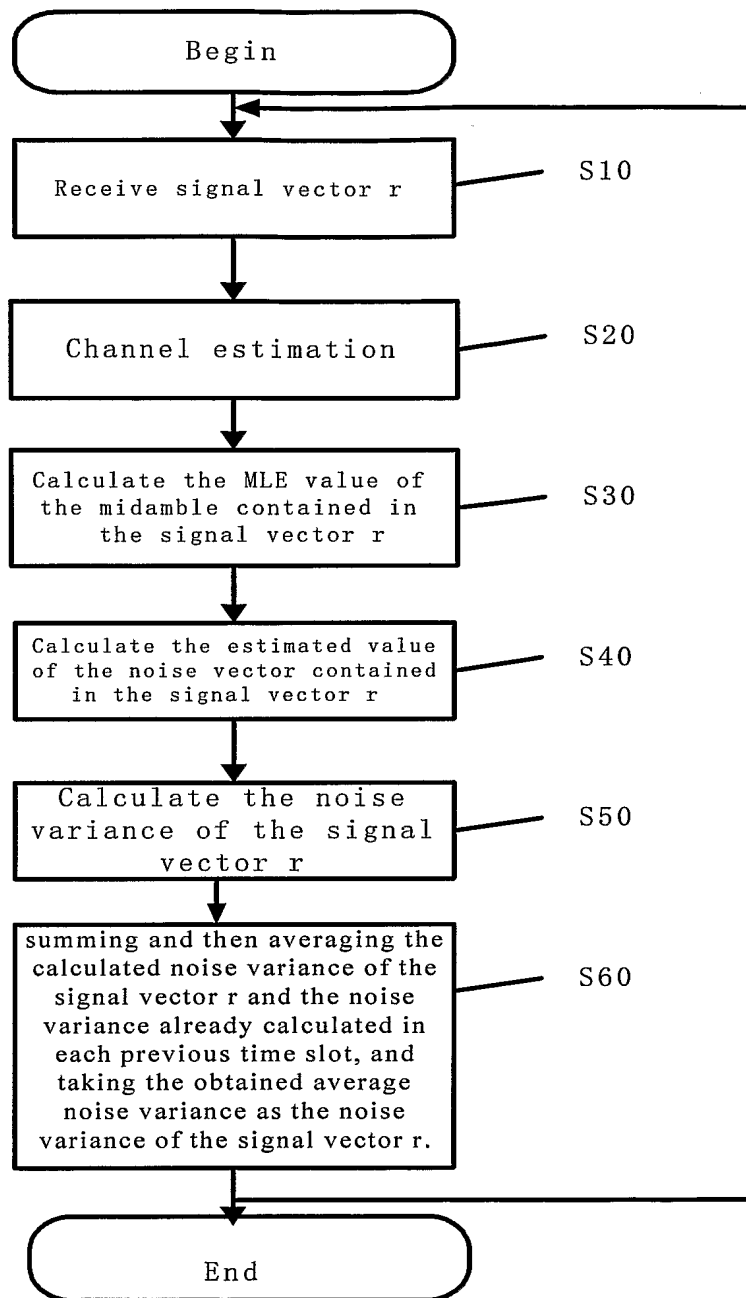 Begin
Receive signal vector r
S10
Channel estimation
S20
Calculate the MLE value of
the midamble contained in
the signal vector r
S30
Calculate the estimated value
of the noise vector contained
in the signal vector r
S40
Calculate the noise
variance of the signal
vector r
S50
summing and then averaging the
calculated noise variance of the
signal vector r and the noise
variance already calculated in
each previous time slot, and
taking the obtained average
noise variance as the noise
variance of the signal vector r.
S60
End